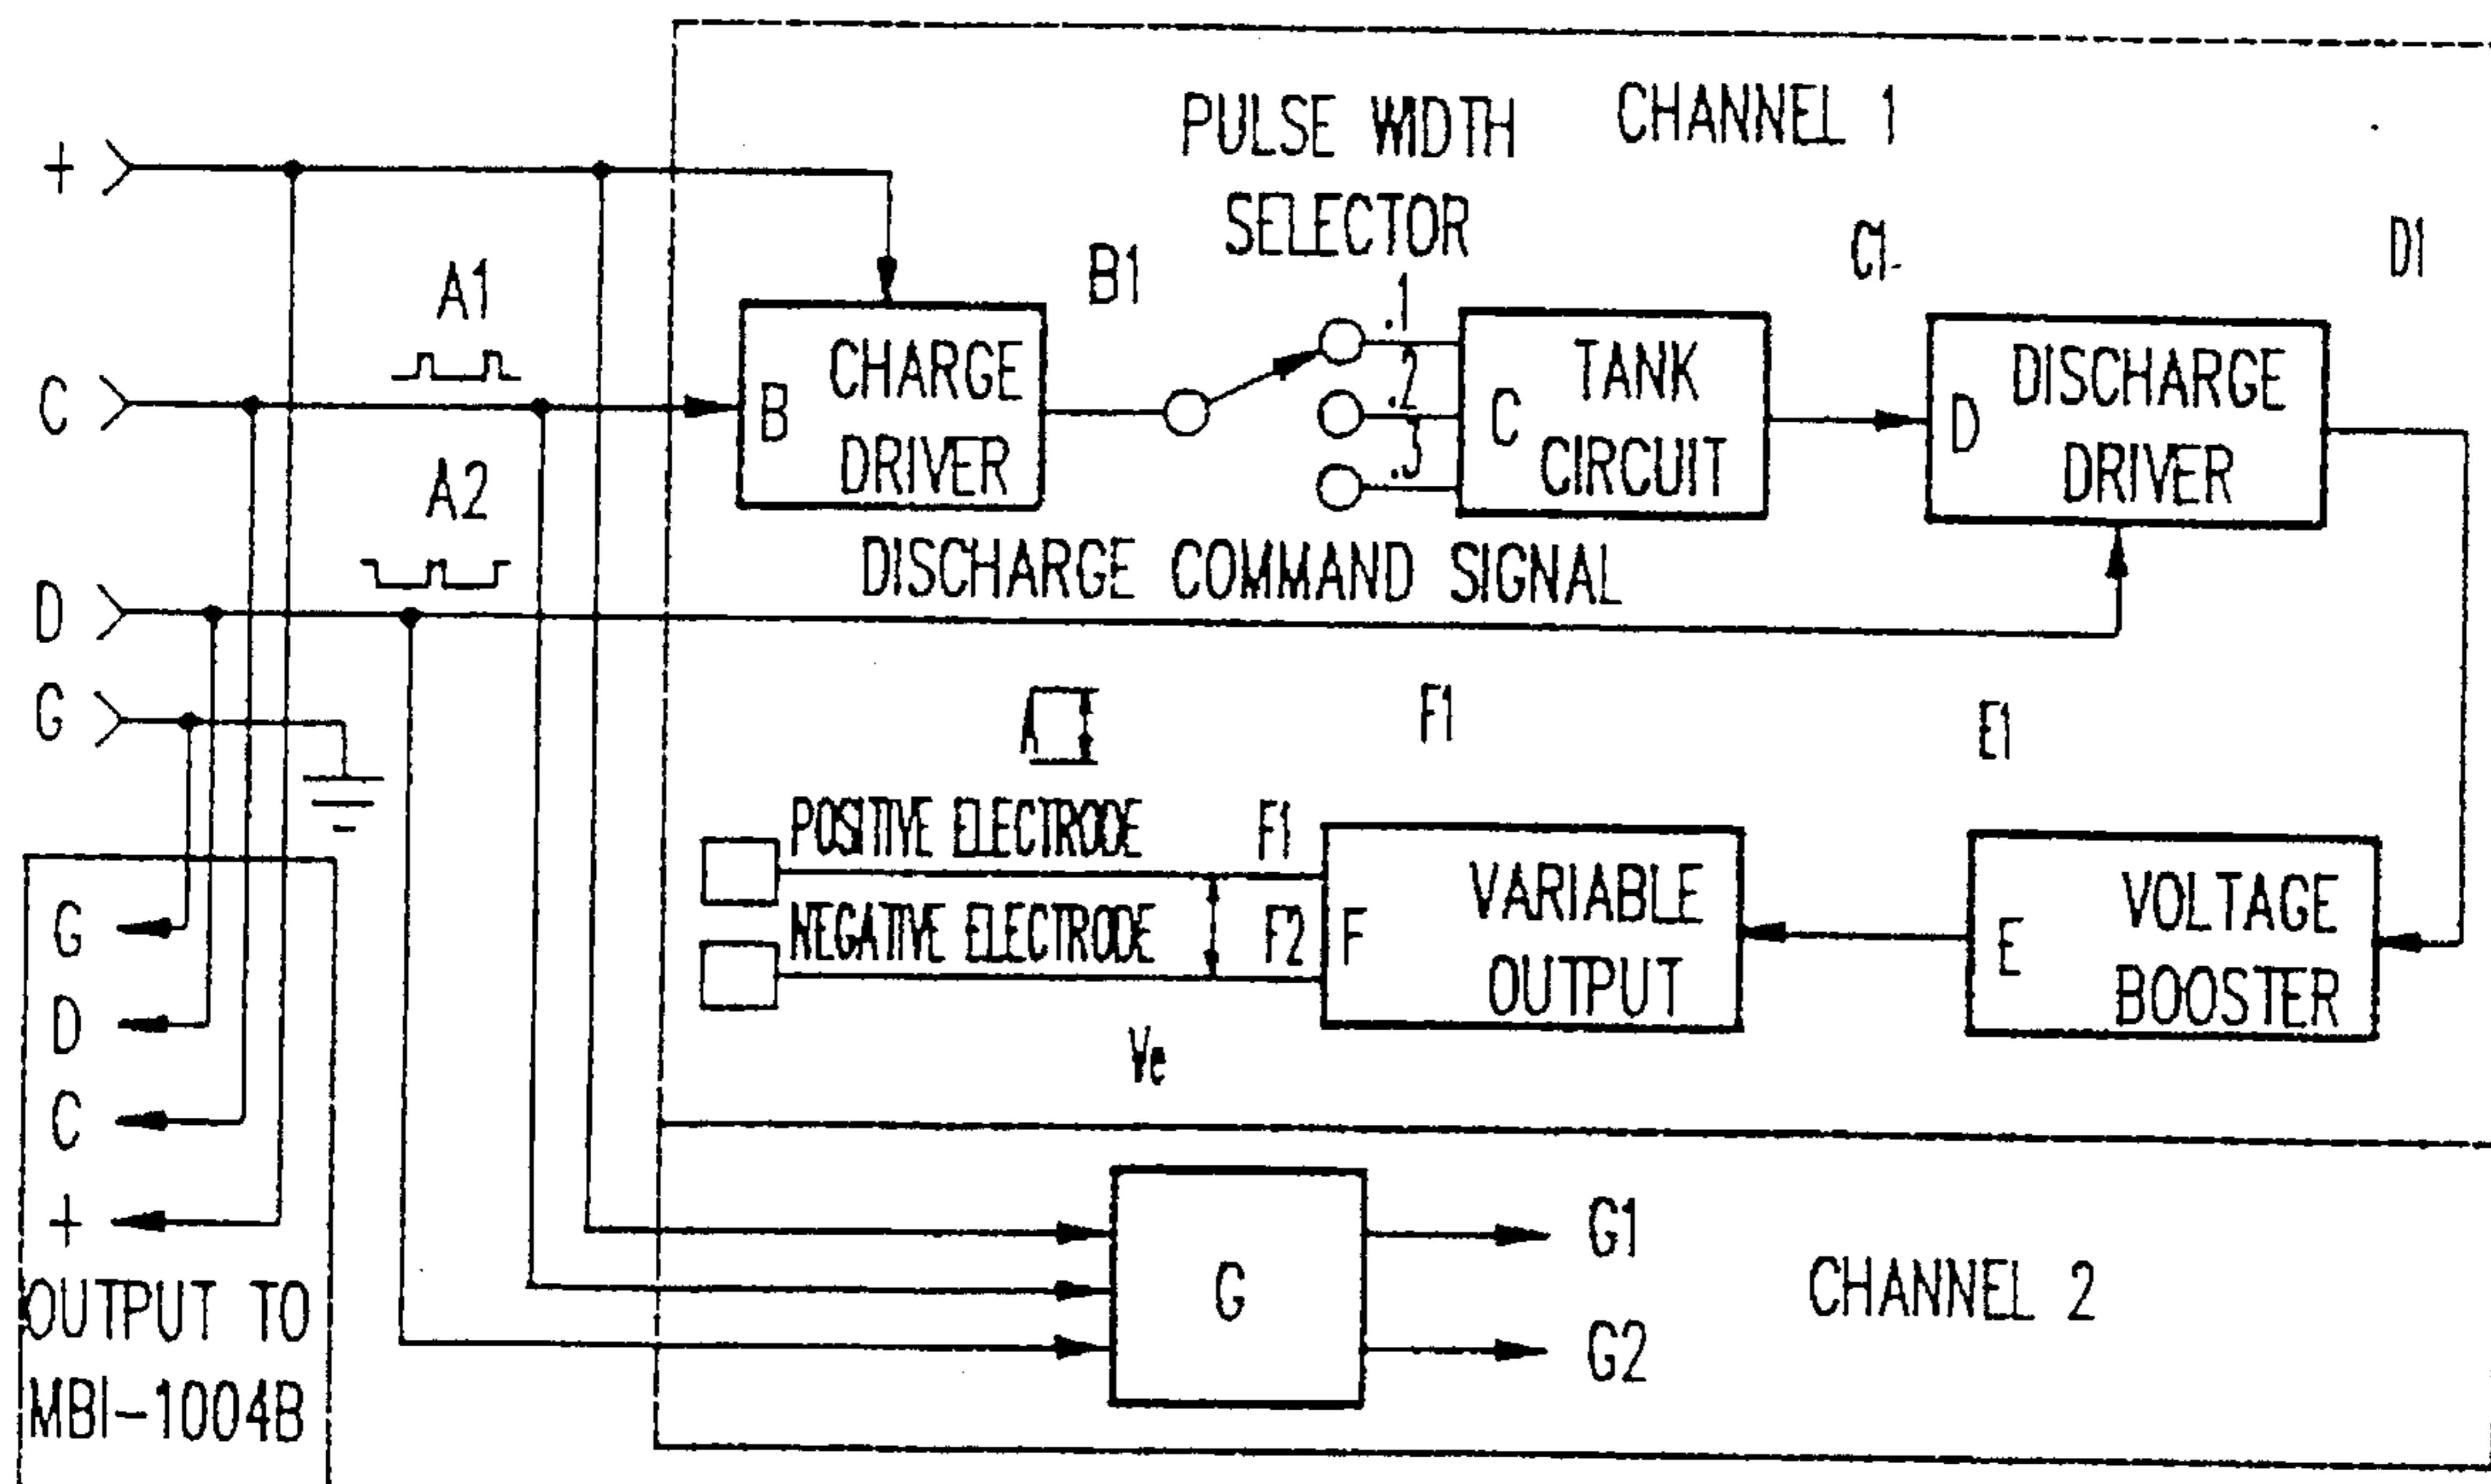 PULSE WIDTH
SELECTOR
CHANNEL 1
+
A1
B1
.1
.2
.3
C1
D1
C
B
CHARGE
DRIVER
C
TANK
CIRCUIT
D
DISCHARGE
DRIVER
A2
DISCHARGE COMMAND SIGNAL
D
G
A
F1
E1
POSITIVE ELECTRODE
F1
NEGATIVE ELECTRODE
F2
F
VARIABLE
OUTPUT
E
VOLTAGE
BOOSTER
Ve
G
D
C
+
OUTPUT TO
MBI-1004B
G
G1
G2
CHANNEL 2